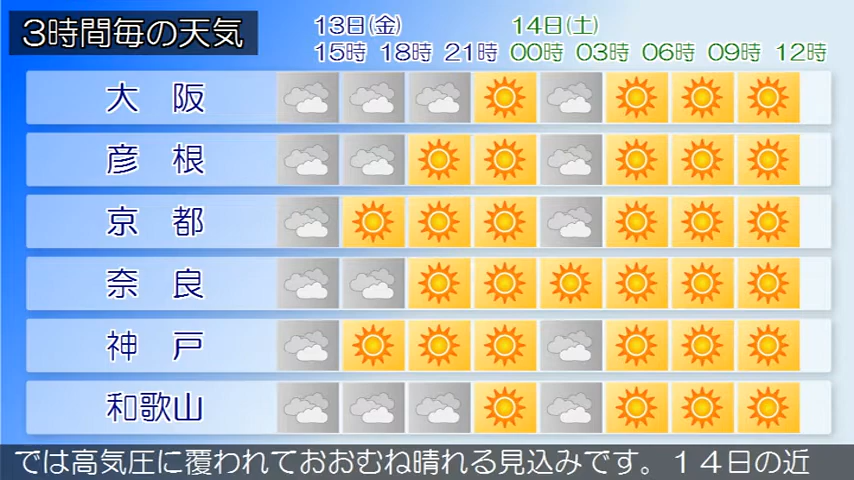 3時間毎の天気
13日(金) 14日(土)
15時 18時 21時 00時 03時 06時 09時 12時
大 阪
彦 根
京 都
奈 良
神 戸
和歌山
では高気圧に覆われておおむね晴れる見込みです。１４日の近